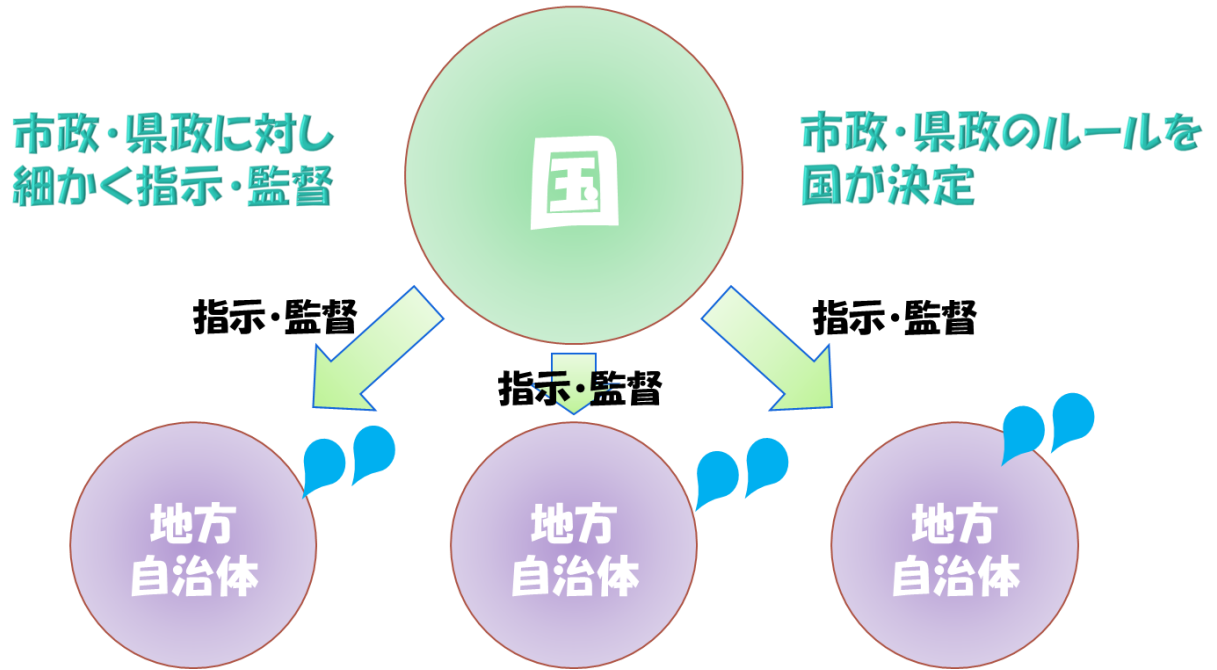 市政・県政に対し
細かく指示・監督
国
市政・県政のルールを
国が決定
指示・監督
指示・監督
指示・監督
地方
自治体
地方
自治体
地方
自治体